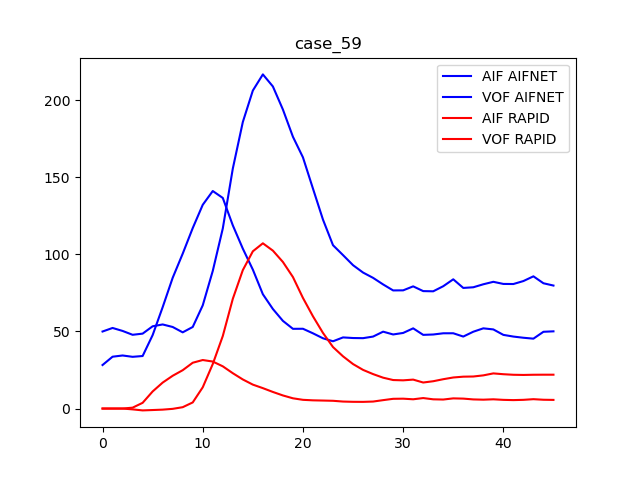 case_59
AIF AIFNET
VOF AIFNET
AIF RAPID
VOF RAPID
200
150
100
50
0
0 10 20 30 40